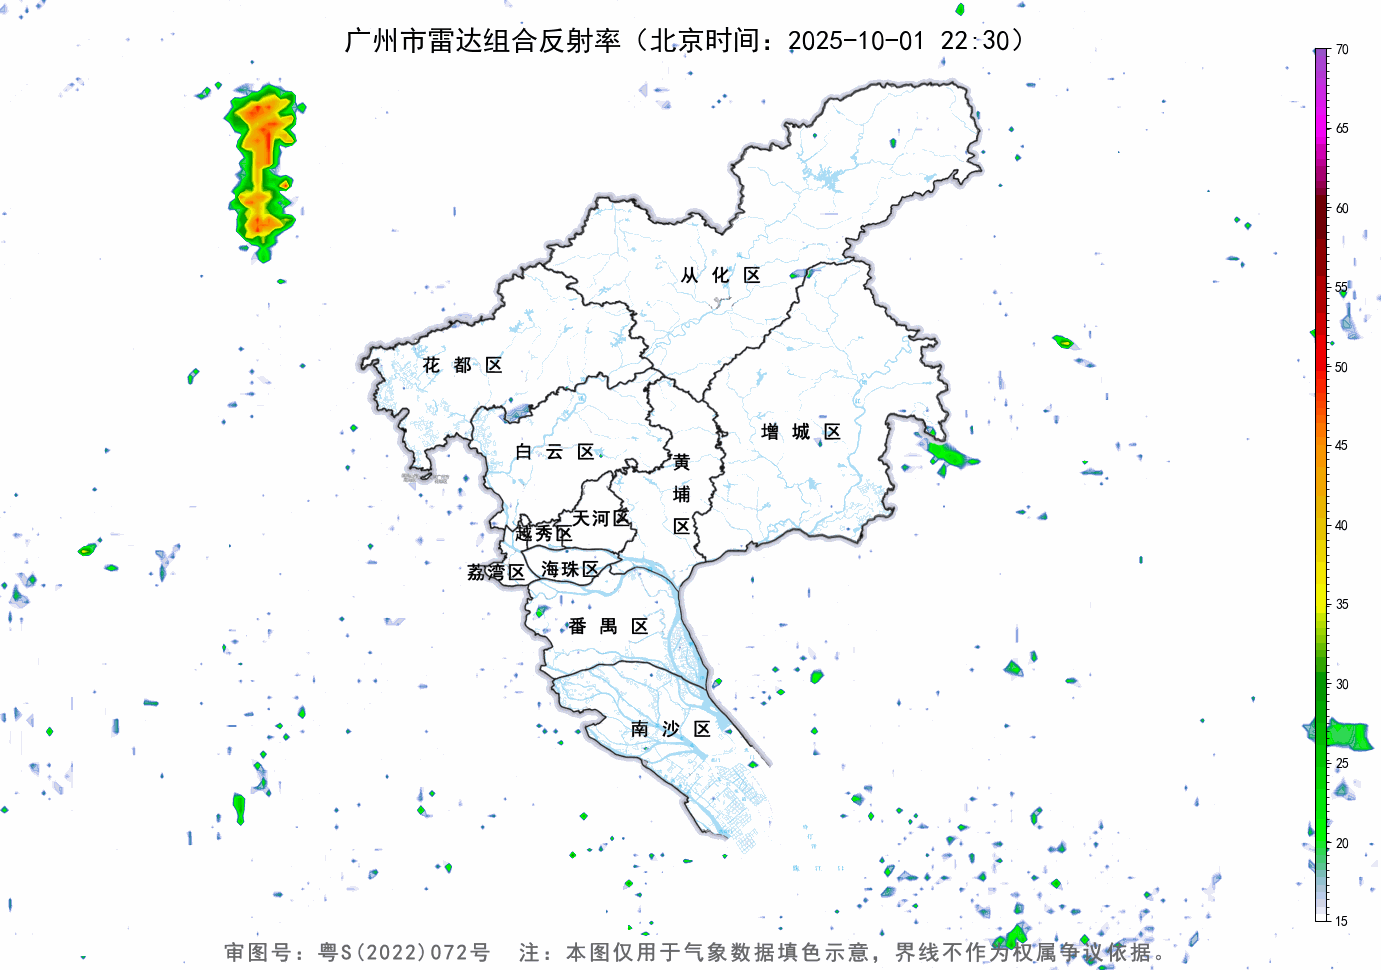 广州市雷达组合反射率（北京时间：2025-10-01 22:30）
70
65
60
55
50
45
40
35
30
25
20
15
从化区
花都区
增城区
白云区
黄埔区
天河区
越秀区
荔湾区
海珠区
番禺区
南沙区
审图号：粤S(2022)072号 注：本图仅用于气象数据填色示意，界线不作为权属争议依据。